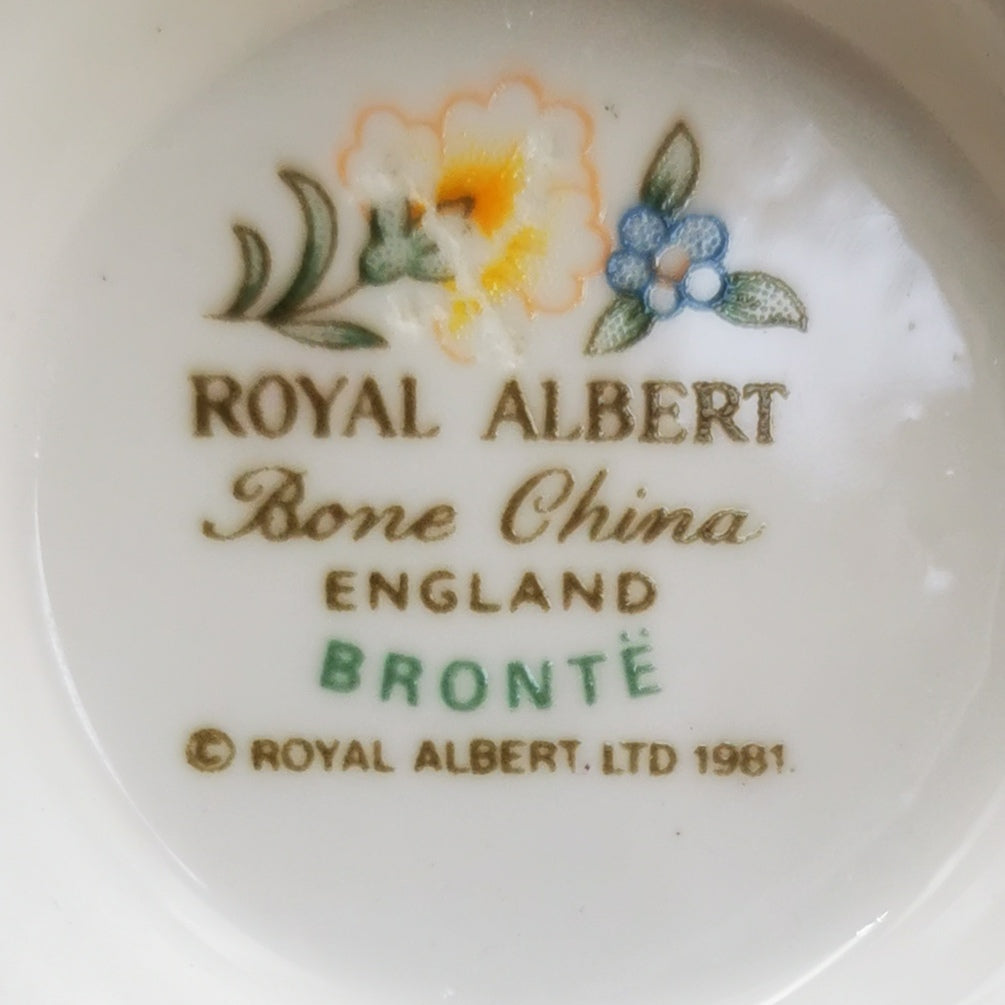 ROYAL ALBERT
Bone China
ENGLAND
BRONTË
© ROYAL ALBERT. LTD 1981.